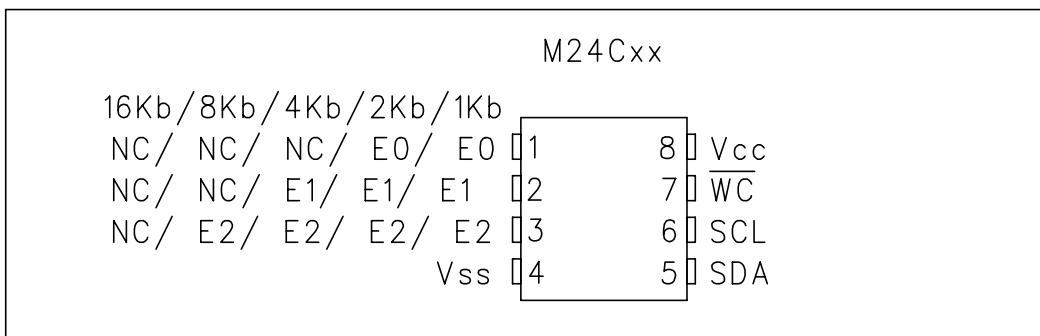 M24Cxx
16Kb/8Kb/4Kb/2Kb/1Kb
NC/ NC/ NC/ E0/ E0 1 8 Vcc
NC/ NC/ E1/ E1/ E1 2 7 W̅C̅
NC/ E2/ E2/ E2/ E2 3 6 SCL
Vss 4 5 SDA